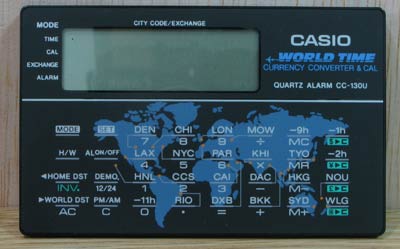 MODE CITY CODE/EXCHANGE
TIME
CAL
EXCHANGE
ALARM
CASIO
WORLD TIME
CURRENCY CONVERTER & CAL
QUARTZ ALARM CC-130U
MODE SET DEN CHI LON MOW -9h -1h
7 8 9 ÷ MC
H/W AL ON/OFF LAX NYC PAR KHI TYO -2h
4 5 6 × MR
◄HOME DST DEMO. HNL CCS CAI DAC HKG NOU
INV. 12/24 1 2 3 - M-
►WORLD DST PM/AM -11h RIO DXB BKK SYD WLG
AC C 0 · = + M+